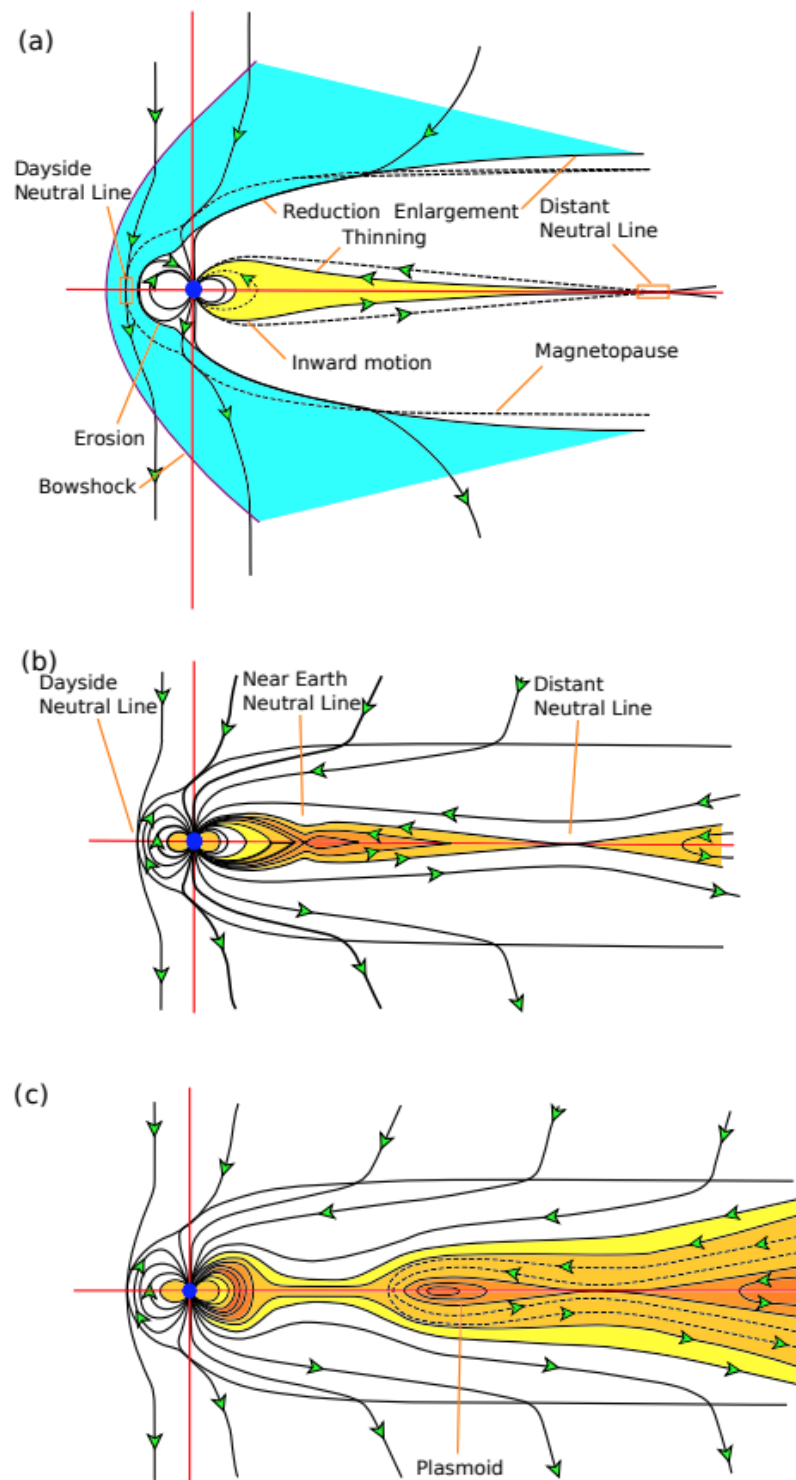 (a)
Dayside
Neutral Line
Reduction
Enlargement
Thinning
Distant
Neutral Line
Inward motion
Magnetopause
Erosion
Bowshock
(b)
Dayside
Neutral Line
Near Earth
Neutral Line
Distant
Neutral Line
(c)
Plasmoid